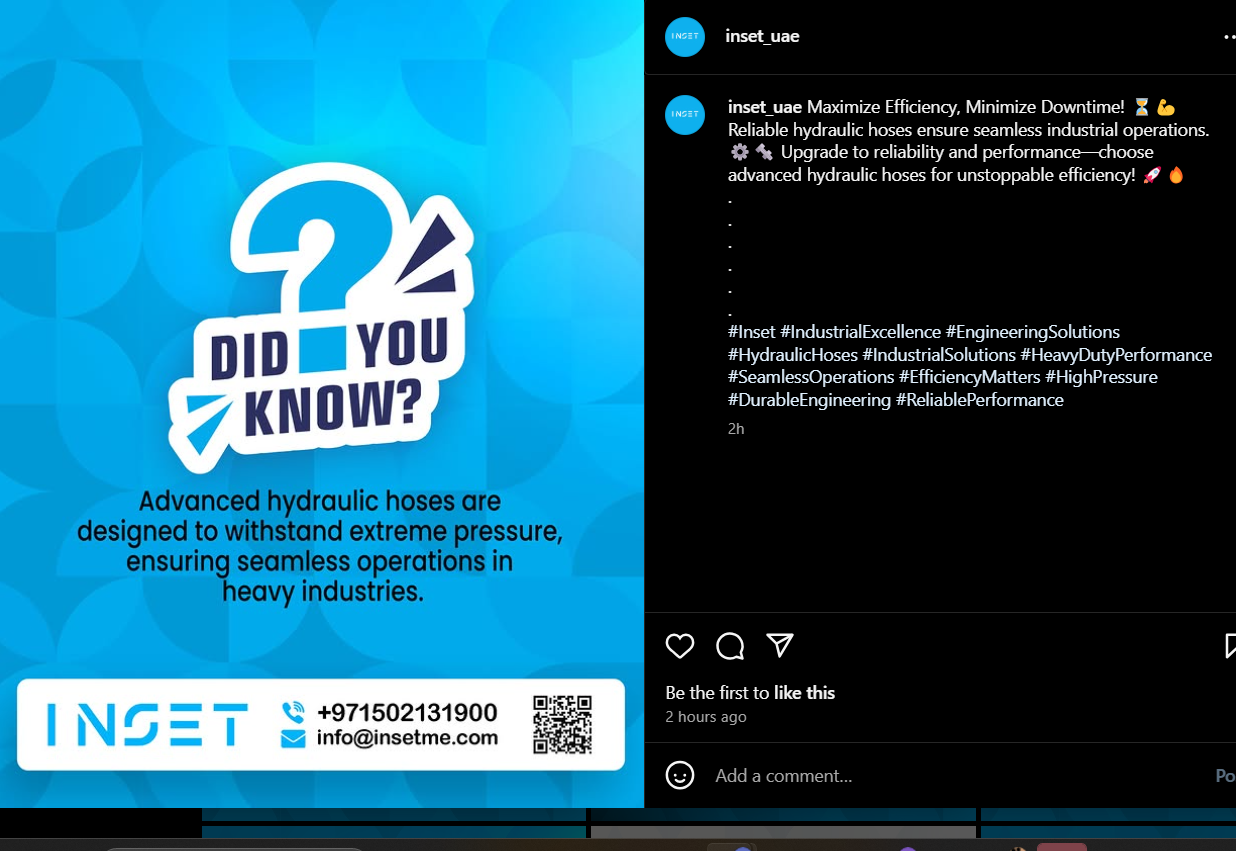 ?
DID YOU
KNOW?
Advanced hydraulic hoses are
designed to withstand extreme pressure,
ensuring seamless operations in
heavy industries.
INSET
+971502131900
info@insetme.com
INSET
inset_uae
INSET
inset_uae Maximize Efficiency, Minimize Downtime! ⏳ 💪
Reliable hydraulic hoses ensure seamless industrial operations.
⚙️ 🔩 Upgrade to reliability and performance—choose
advanced hydraulic hoses for unstoppable efficiency! 🚀 🔥
.
.
.
.
.
.
#Inset #IndustrialExcellence #EngineeringSolutions
#HydraulicHoses #IndustrialSolutions #HeavyDutyPerformance
#SeamlessOperations #EfficiencyMatters #HighPressure
#DurableEngineering #ReliablePerformance
2h
Be the first to like this
2 hours ago
Add a comment...
Po